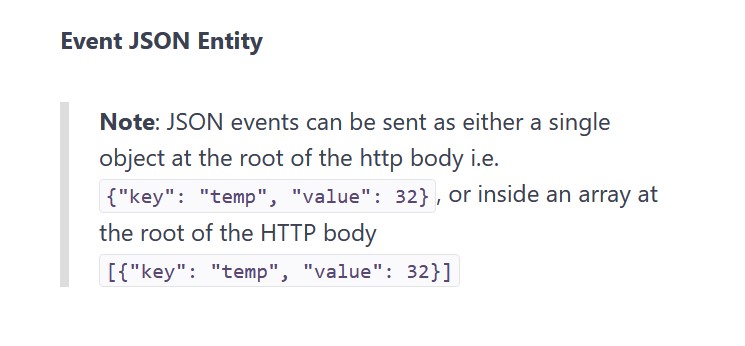 Event JSON Entity
Note: JSON events can be sent as either a single
object at the root of the http body i.e.
{"key": "temp", "value": 32}, or inside an array at
the root of the HTTP body
[{"key": "temp", "value": 32}]